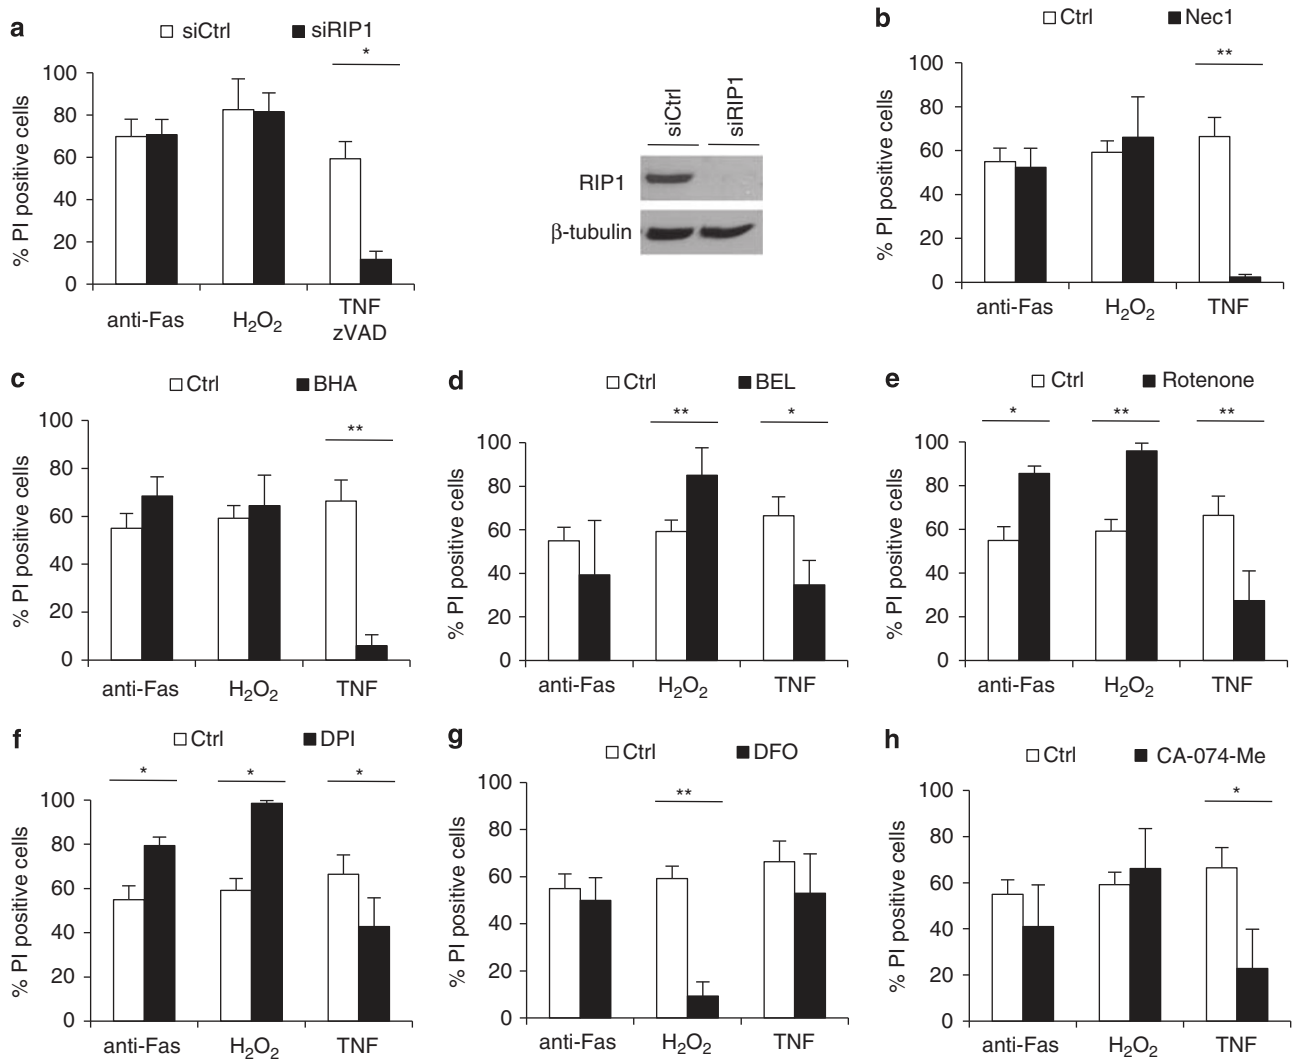 a
siCtrl
siRIP1
*
% PI positive cells
100
80
60
40
20
0
anti-Fas
H₂O₂
TNF
zVAD
siCtrl
siRIP1
RIP1
β-tubulin
b
Ctrl
Nec1
**
% PI positive cells
100
80
60
40
20
0
anti-Fas
H₂O₂
TNF
c
Ctrl
BHA
**
% PI positive cells
100
80
60
40
20
0
anti-Fas
H₂O₂
TNF
d
Ctrl
BEL
**
*
% PI positive cells
100
80
60
40
20
0
anti-Fas
H₂O₂
TNF
e
Ctrl
Rotenone
*
**
**
% PI positive cells
100
80
60
40
20
0
anti-Fas
H₂O₂
TNF
f
Ctrl
DPI
*
*
*
% PI positive cells
100
80
60
40
20
0
anti-Fas
H₂O₂
TNF
g
Ctrl
DFO
**
% PI positive cells
100
80
60
40
20
0
anti-Fas
H₂O₂
TNF
h
Ctrl
CA-074-Me
*
% PI positive cells
100
80
60
40
20
0
anti-Fas
H₂O₂
TNF